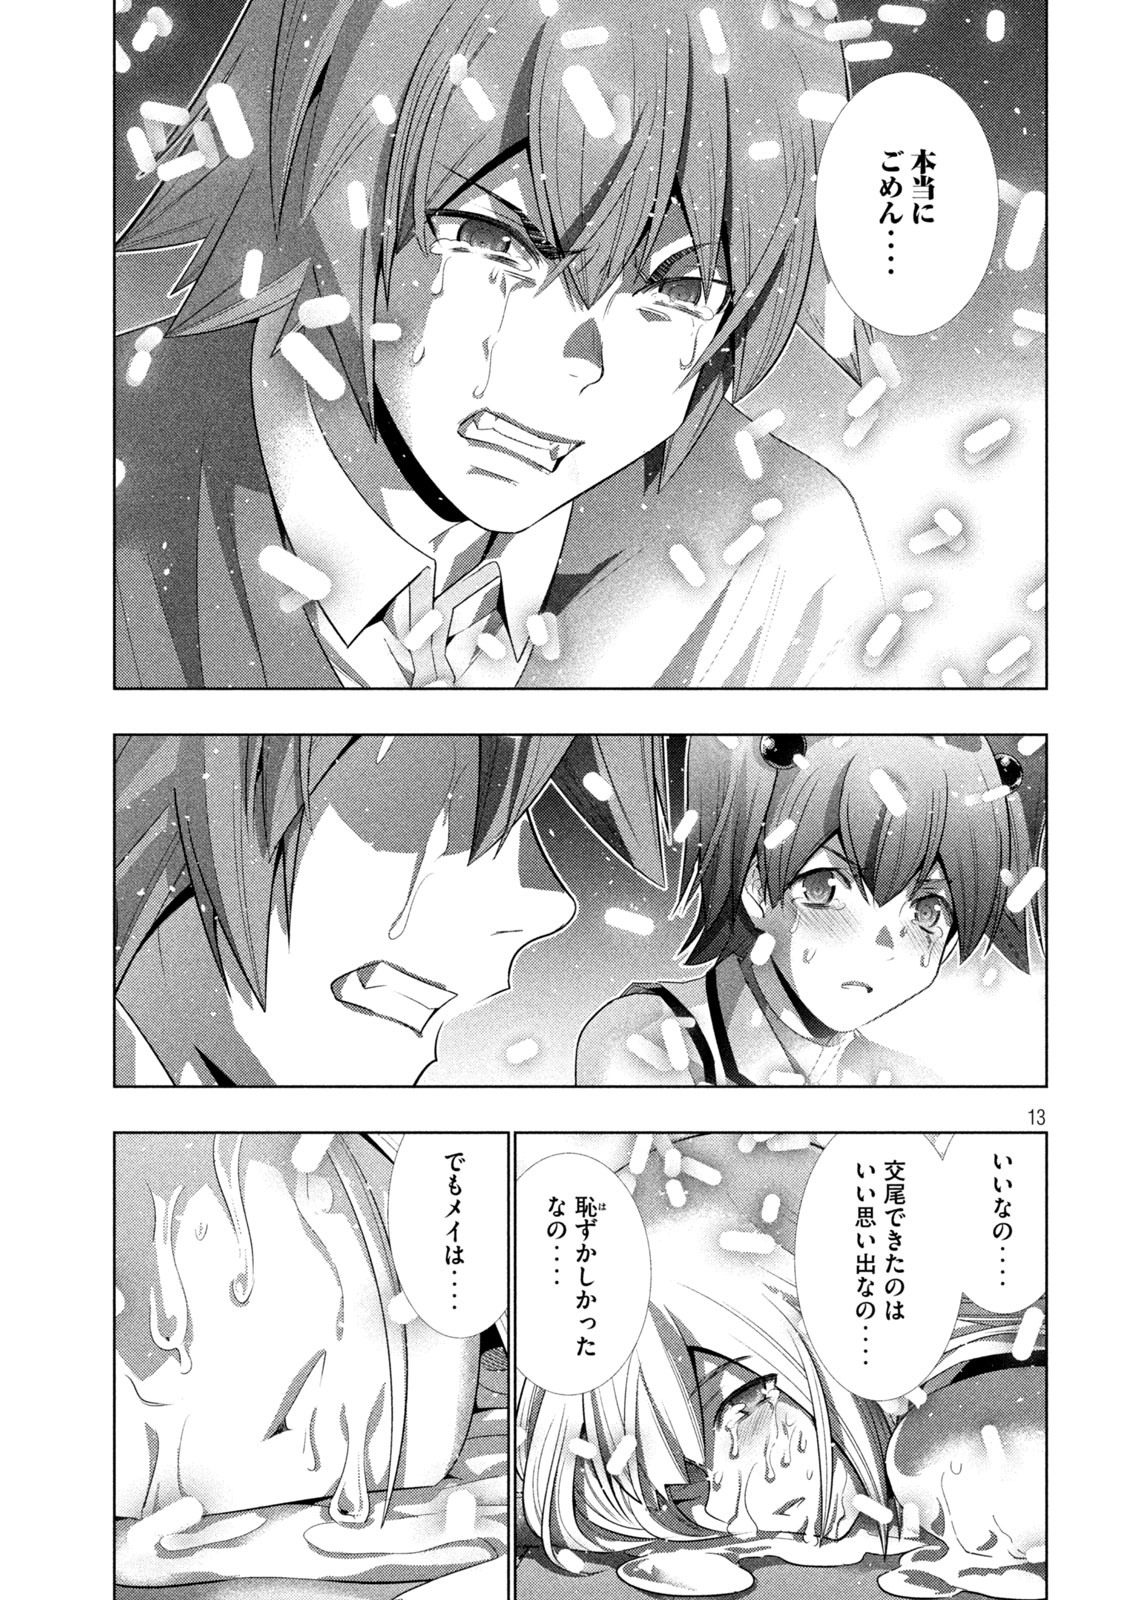 本当に
ごめん・・・・
13
いいなの・・・・
交尾できたのは
いい思い出なの・・・・
恥ずかしかった
は
なの・・・・
でもメイは・・・・